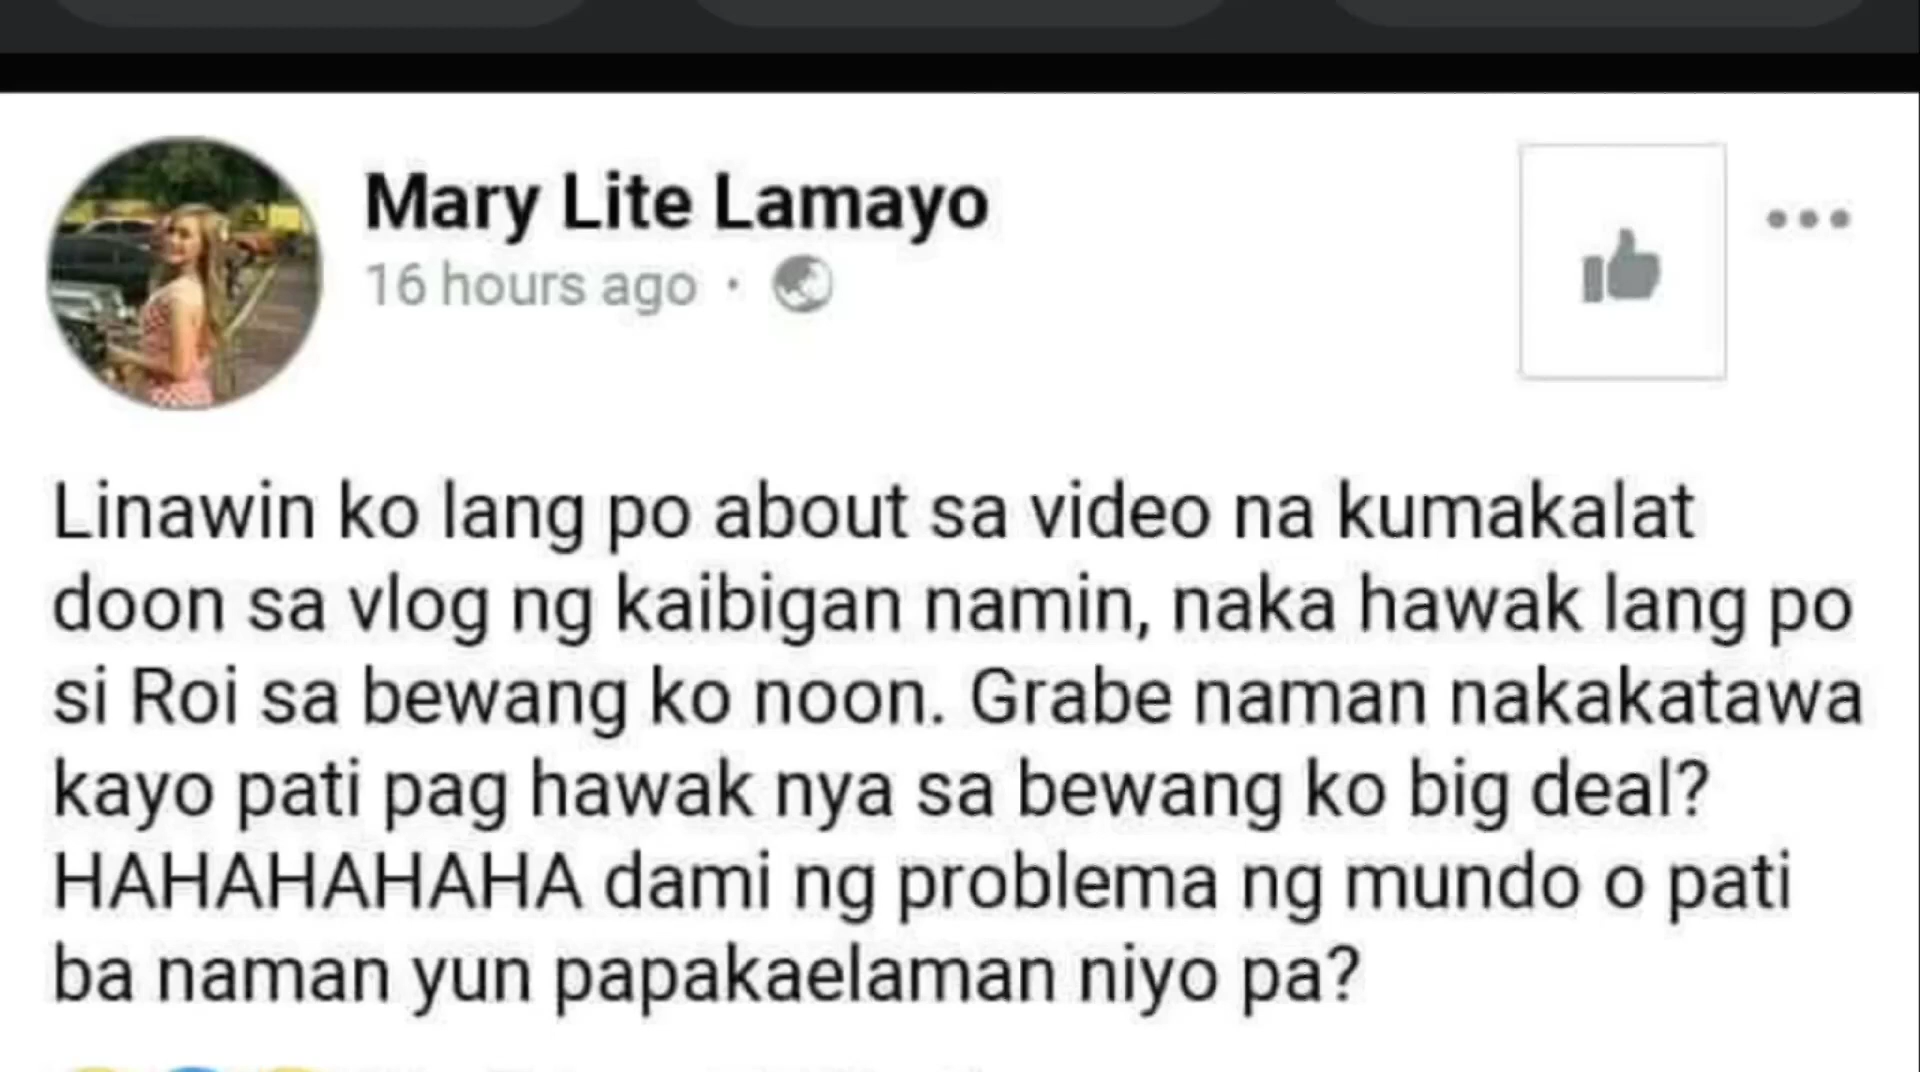 Mary Lite Lamayo
16 hours ago ·
Linawin ko lang po about sa video na kumakalat
doon sa vlog ng kaibigan namin, naka hawak lang po
si Roi sa bewang ko noon. Grabe naman nakakatawa
kayo pati pag hawak nya sa bewang ko big deal?
HAHAHAHAHA dami ng problema ng mundo o pati
ba naman yun papakaelaman niyo pa?